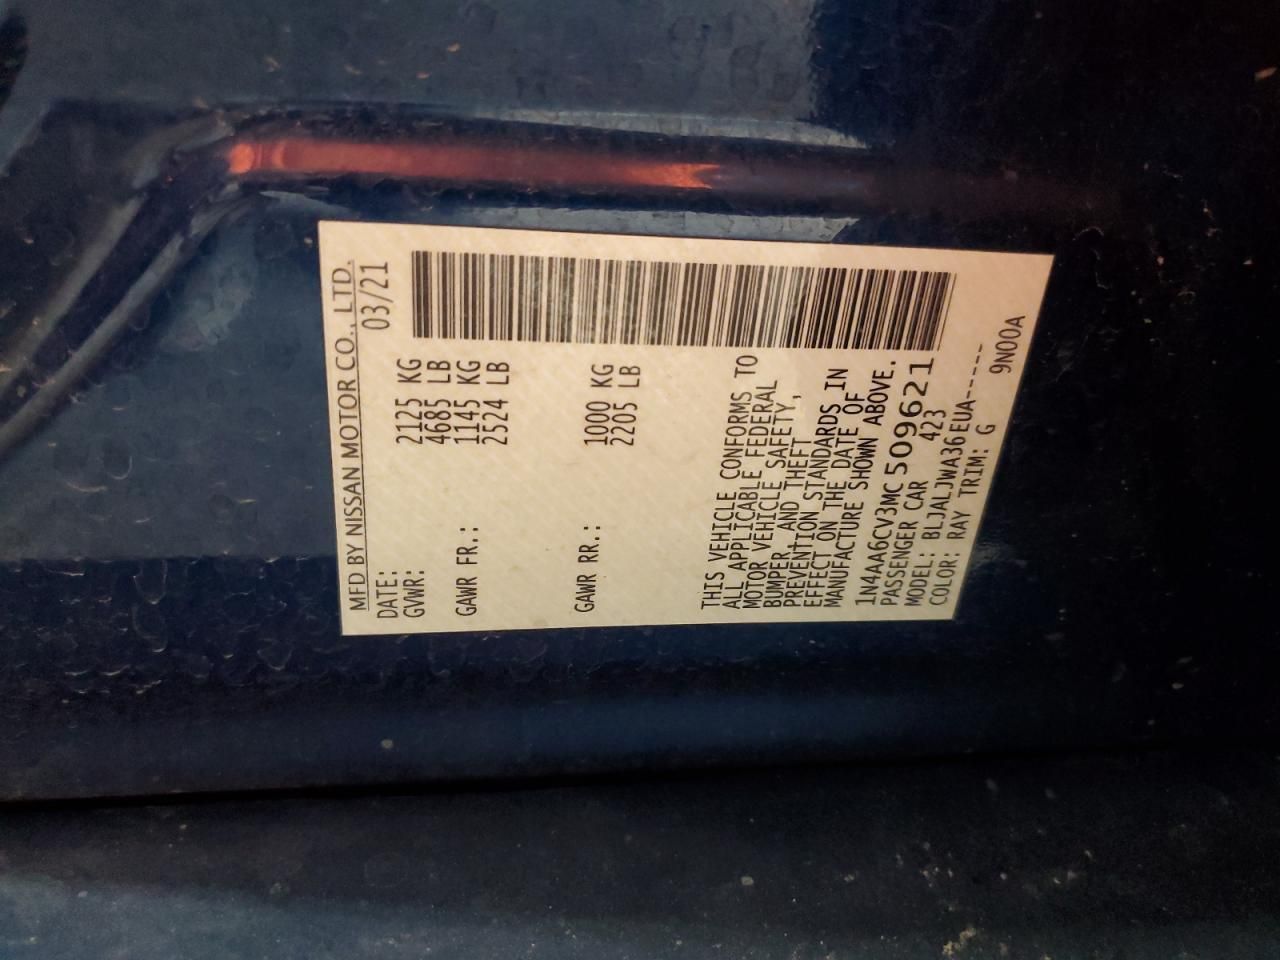 MFD BY NISSAN MOTOR CO., LTD.
DATE: 03/21
GVWR: 2125 KG
4685 LB
GAWR FR.: 1145 KG
2524 LB
GAWR RR.: 1000 KG
2205 LB
THIS VEHICLE CONFORMS TO
ALL APPLICABLE FEDERAL
MOTOR VEHICLE SAFETY,
BUMPER, AND THEFT
PREVENTION STANDARDS IN
EFFECT ON THE DATE OF
MANUFACTURE SHOWN ABOVE.
1N4AA6CV3MC509621
PASSENGER CAR 423
MODEL: BLJALJWA36EUA-----
COLOR: RAY TRIM: G 9N00A